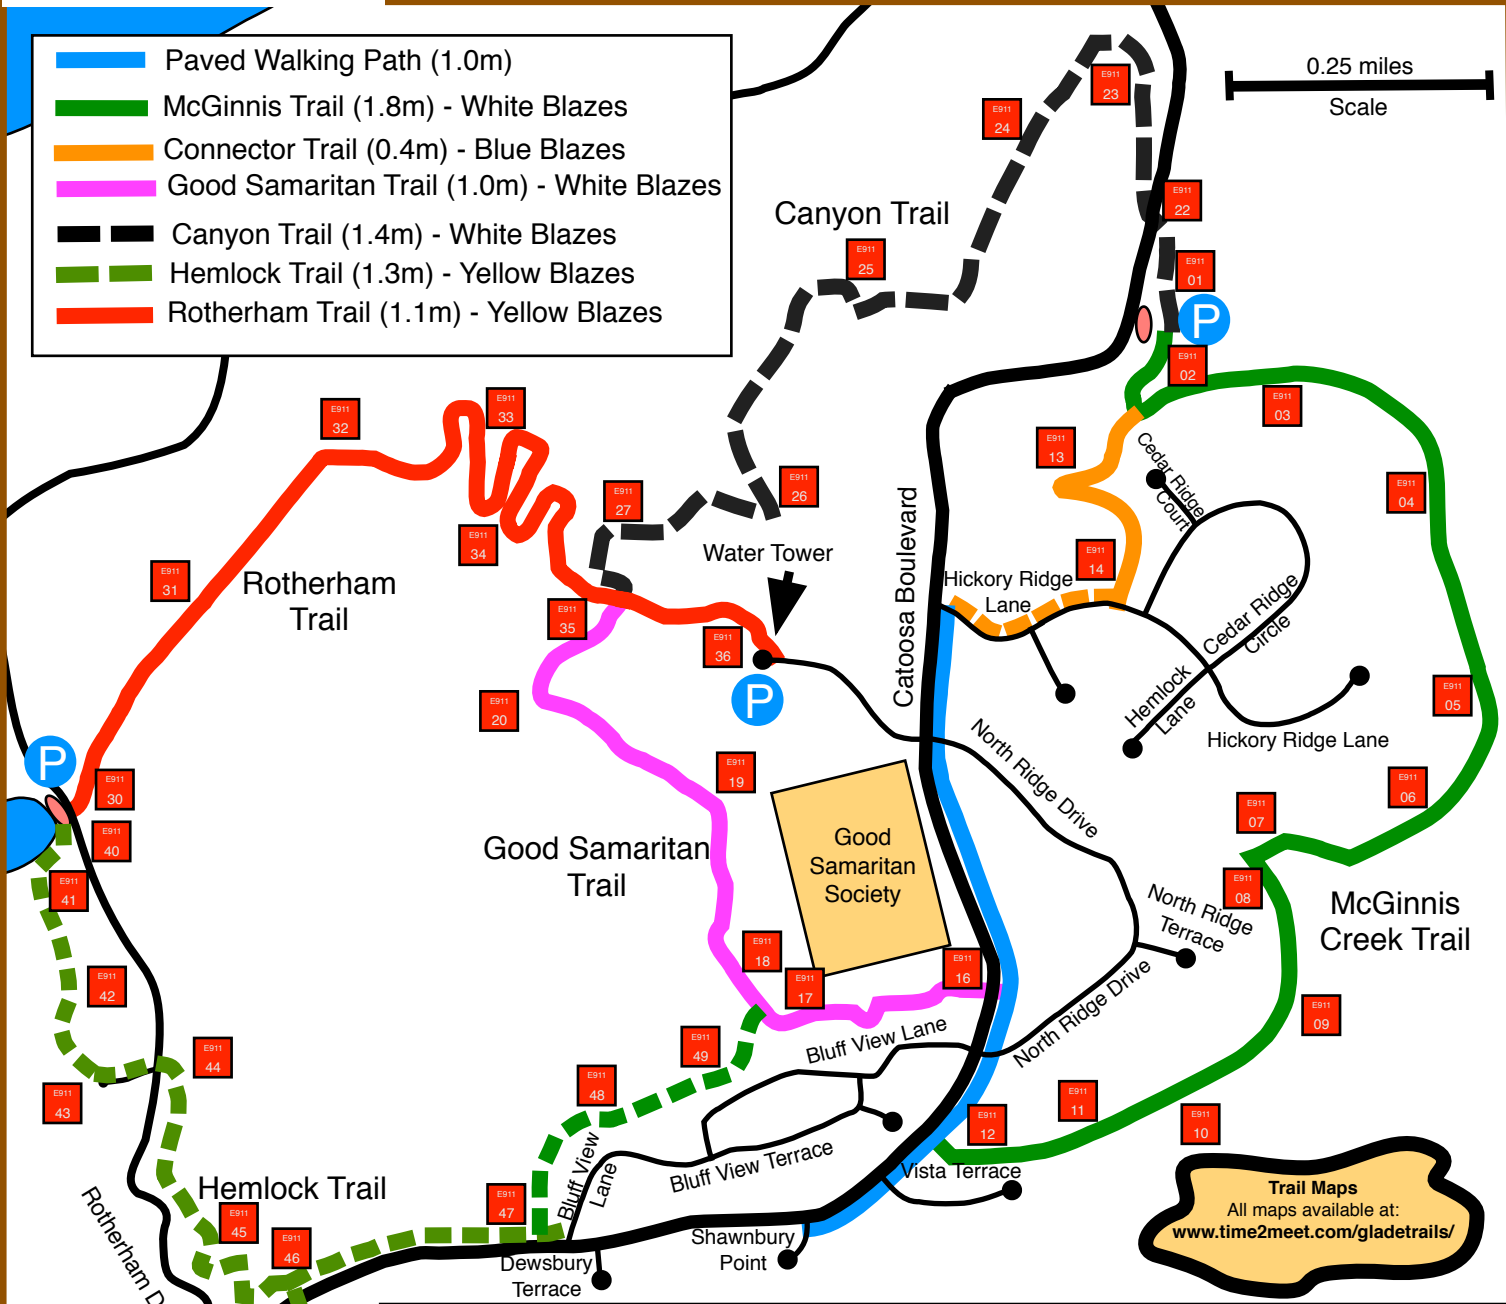 Paved Walking Path (1.0m)
McGinnis Trail (1.8m) - White Blazes
Connector Trail (0.4m) - Blue Blazes
Good Samaritan Trail (1.0m) - White Blazes
Canyon Trail (1.4m) - White Blazes
Hemlock Trail (1.3m) - Yellow Blazes
Rotherham Trail (1.1m) - Yellow Blazes
0.25 miles
Scale
E911
23
E911
24
E911
22
Canyon Trail
E911
25
E911
01
P
E911
02
E911
03
E911
32
E911
33
E911
13
Cedar Ridge
Court
E911
04
E911
26
E911
27
E911
34
Water Tower
Catoosa Boulevard
E911
14
Hickory Ridge
Lane
E911
31
Rotherham
Trail
E911
35
E911
36
P
Cedar Ridge
Circle
Hemlock
Lane
E911
05
Hickory Ridge Lane
E911
20
E911
19
North Ridge Drive
P
E911
30
E911
40
E911
41
E911
06
E911
07
E911
08
Good Samaritan
Trail
Good
Samaritan
Society
North Ridge
Terrace
McGinnis
Creek Trail
E911
18
E911
17
E911
16
E911
42
E911
09
North Ridge Drive
Bluff View Lane
E911
49
E911
44
E911
43
E911
48
E911
11
E911
12
E911
10
Bluff View
Lane
Bluff View Terrace
Vista Terrace
Hemlock Trail
E911
47
E911
45
E911
46
Rotherham D
Dewsbury
Terrace
Shawnbury
Point
Trail Maps
All maps available at:
www.time2meet.com/gladetrails/